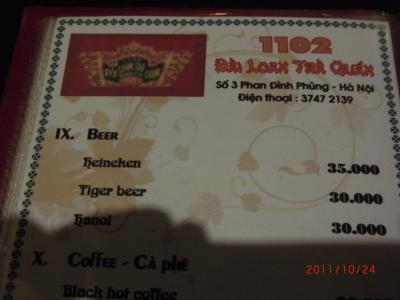 1102
Đài Loan Trà Quán
Số 3 Phan Đình Phùng - Hà Nội
Điện thoại : 3747 2139
IX. Beer
Heineken 35.000
Tiger beer 30.000
Hanoi 30.000
X. Coffee - Cà phê
Black hot coffee
2011/10/24